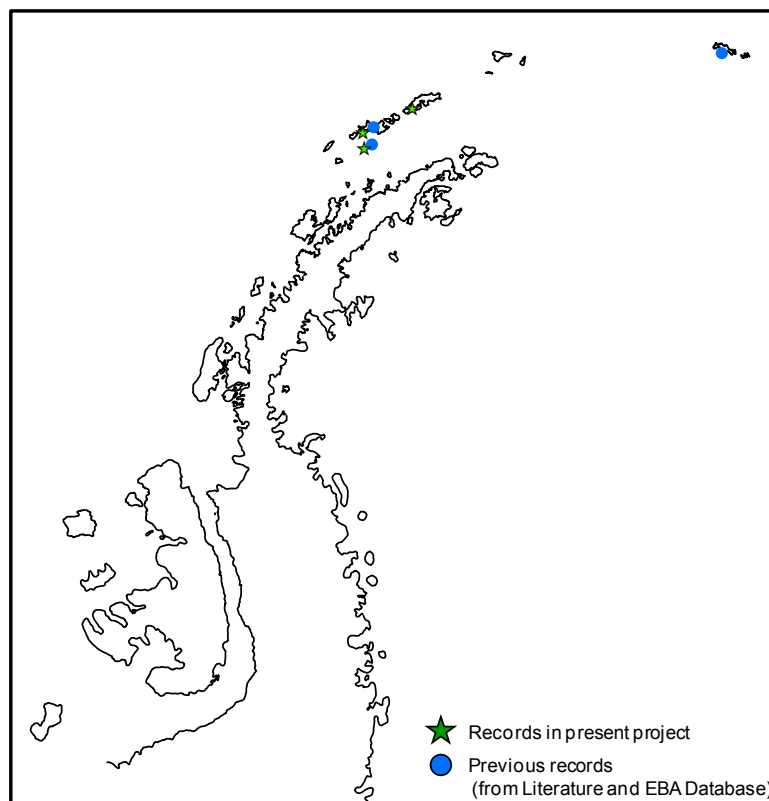 Records in present project
Previous records
(from Literature and EBA Database)